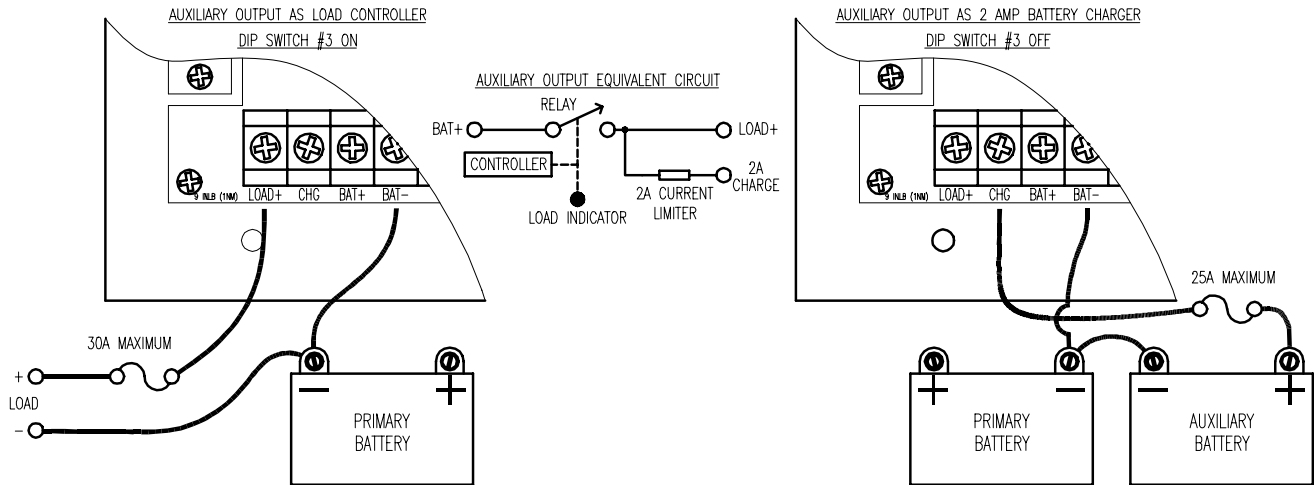 AUXILIARY OUTPUT AS LOAD CONTROLLER
DIP SWITCH #3 ON
9 INLB (1NM)
LOAD+ CHG BAT+ BAT-
30A MAXIMUM
+
LOAD
-
PRIMARY
BATTERY
AUXILIARY OUTPUT EQUIVALENT CIRCUIT
RELAY
BAT+
LOAD+
CONTROLLER
2A
CHARGE
2A CURRENT
LIMITER
LOAD INDICATOR
AUXILIARY OUTPUT AS 2 AMP BATTERY CHARGER
DIP SWITCH #3 OFF
9 INLB (1NM)
LOAD+ CHG BAT+ BAT-
25A MAXIMUM
PRIMARY
BATTERY
AUXILIARY
BATTERY